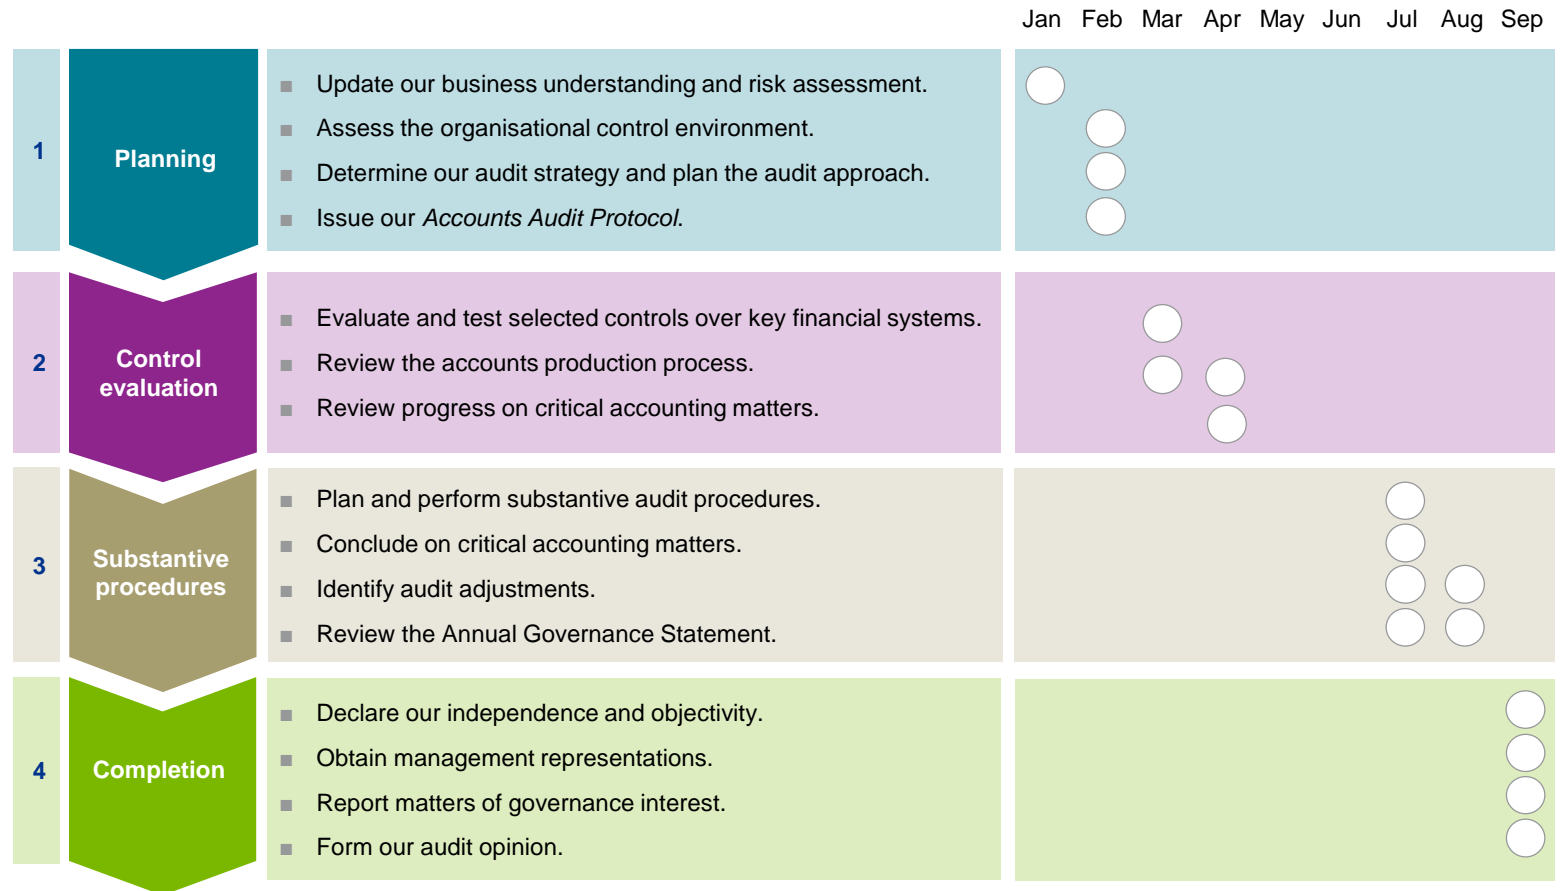 Jan Feb Mar Apr May Jun Jul Aug Sep
1
Planning
■ Update our business understanding and risk assessment.
■ Assess the organisational control environment.
■ Determine our audit strategy and plan the audit approach.
■ Issue our Accounts Audit Protocol.
2
Control
evaluation
■ Evaluate and test selected controls over key financial systems.
■ Review the accounts production process.
■ Review progress on critical accounting matters.
3
Substantive
procedures
■ Plan and perform substantive audit procedures.
■ Conclude on critical accounting matters.
■ Identify audit adjustments.
■ Review the Annual Governance Statement.
4
Completion
■ Declare our independence and objectivity.
■ Obtain management representations.
■ Report matters of governance interest.
■ Form our audit opinion.